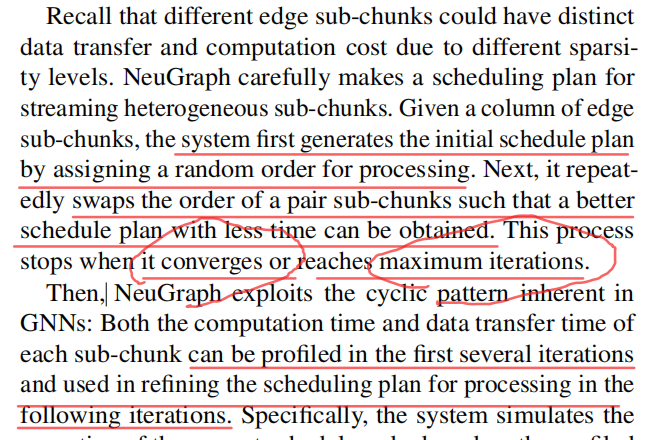 Recall that different edge sub-chunks could have distinct
data transfer and computation cost due to different sparsi-
ty levels. NeuGraph carefully makes a scheduling plan for
streaming heterogeneous sub-chunks. Given a column of edge
sub-chunks, the system first generates the initial schedule plan
by assigning a random order for processing. Next, it repeat-
edly swaps the order of a pair sub-chunks such that a better
schedule plan with less time can be obtained. This process
stops when it converges or reaches maximum iterations.
Then, NeuGraph exploits the cyclic pattern inherent in
GNNs: Both the computation time and data transfer time of
each sub-chunk can be profiled in the first several iterations
and used in refining the scheduling plan for processing in the
following iterations. Specifically, the system simulates the